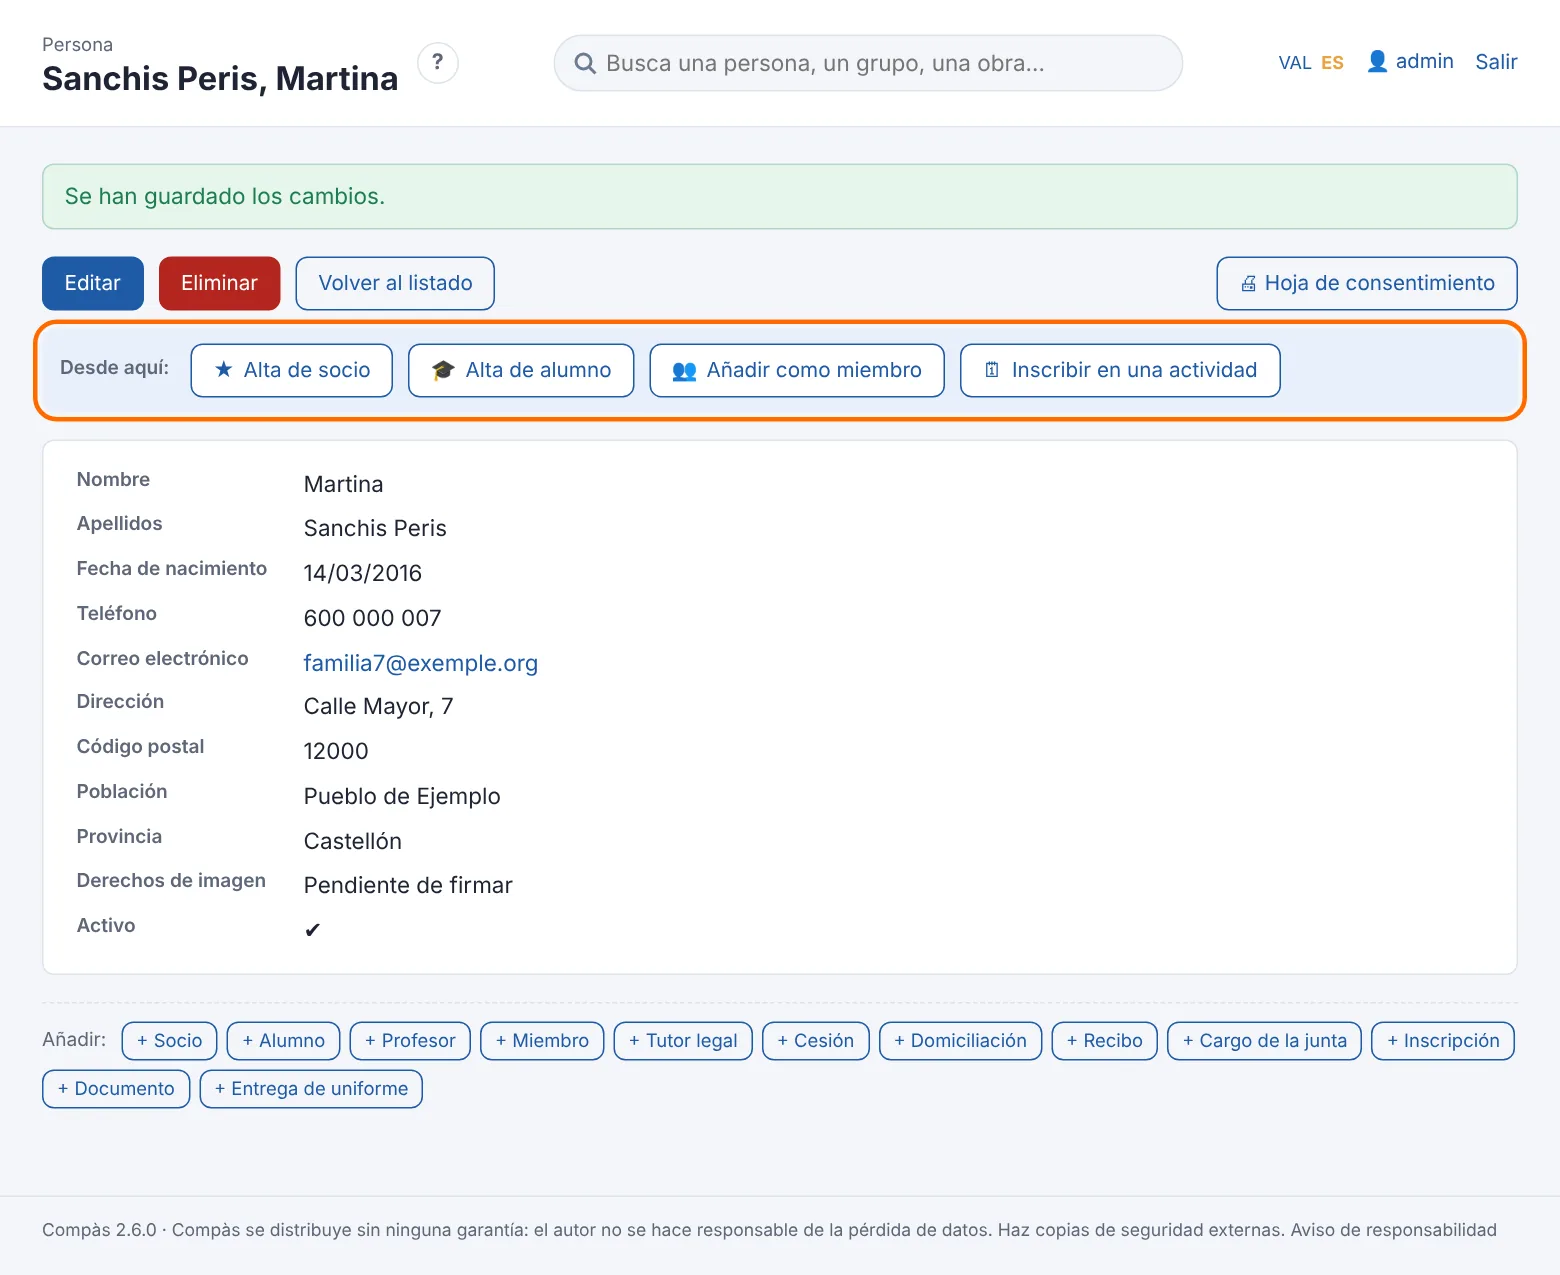 Persona
Sanchis Peris, Martina
?
Busca una persona, un grupo, una obra...
VAL ES admin Salir
Se han guardado los cambios.
Editar Eliminar Volver al listado Hoja de consentimiento
Desde aquí: ★ Alta de socio Alta de alumno Añadir como miembro Inscribir en una actividad
Nombre Martina
Apellidos Sanchis Peris
Fecha de nacimiento 14/03/2016
Teléfono 600 000 007
Correo electrónico familia7@exemple.org
Dirección Calle Mayor, 7
Código postal 12000
Población Pueblo de Ejemplo
Provincia Castellón
Derechos de imagen Pendiente de firmar
Activo ✔
Añadir: + Socio + Alumno + Profesor + Miembro + Tutor legal + Cesión + Domiciliación + Recibo + Cargo de la junta + Inscripción
+ Documento + Entrega de uniforme
Compàs 2.6.0 · Compàs se distribuye sin ninguna garantía: el autor no se hace responsable de la pérdida de datos. Haz copias de seguridad externas. Aviso de responsabilidad